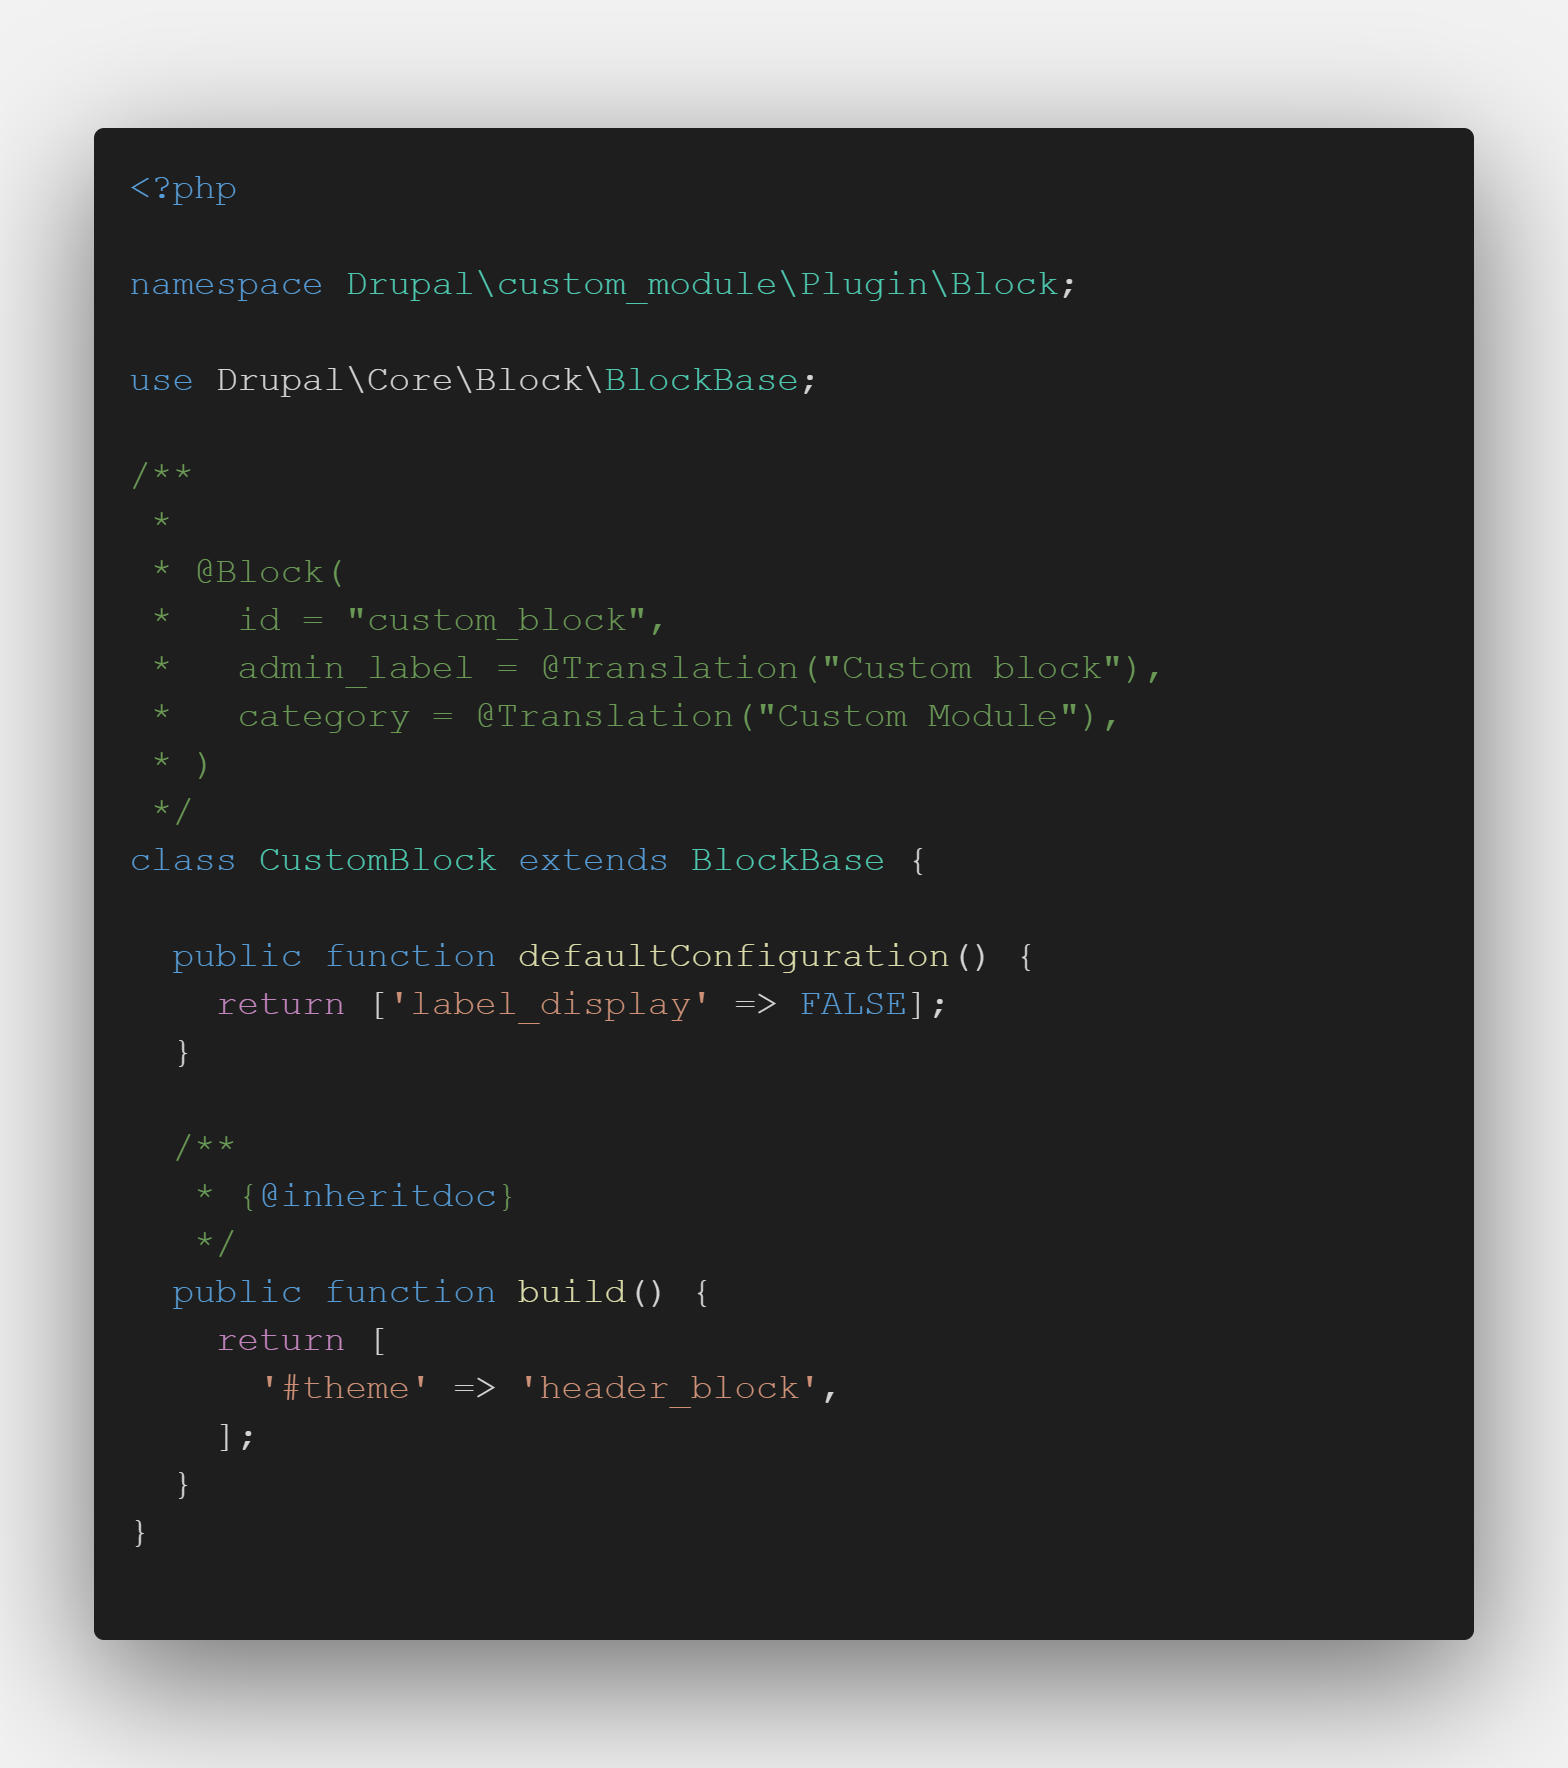 <?php

namespace Drupal\custom_module\Plugin\Block;

use Drupal\Core\Block\BlockBase;

/**
 *
 * @Block(
 *   id = "custom_block",
 *   admin_label = @Translation("Custom block"),
 *   category = @Translation("Custom Module"),
 * )
 */
class CustomBlock extends BlockBase {

  public function defaultConfiguration() {
    return ['label_display' => FALSE];
  }

  /**
   * {@inheritdoc}
   */
  public function build() {
    return [
      '#theme' => 'header_block',
    ];
  }
}